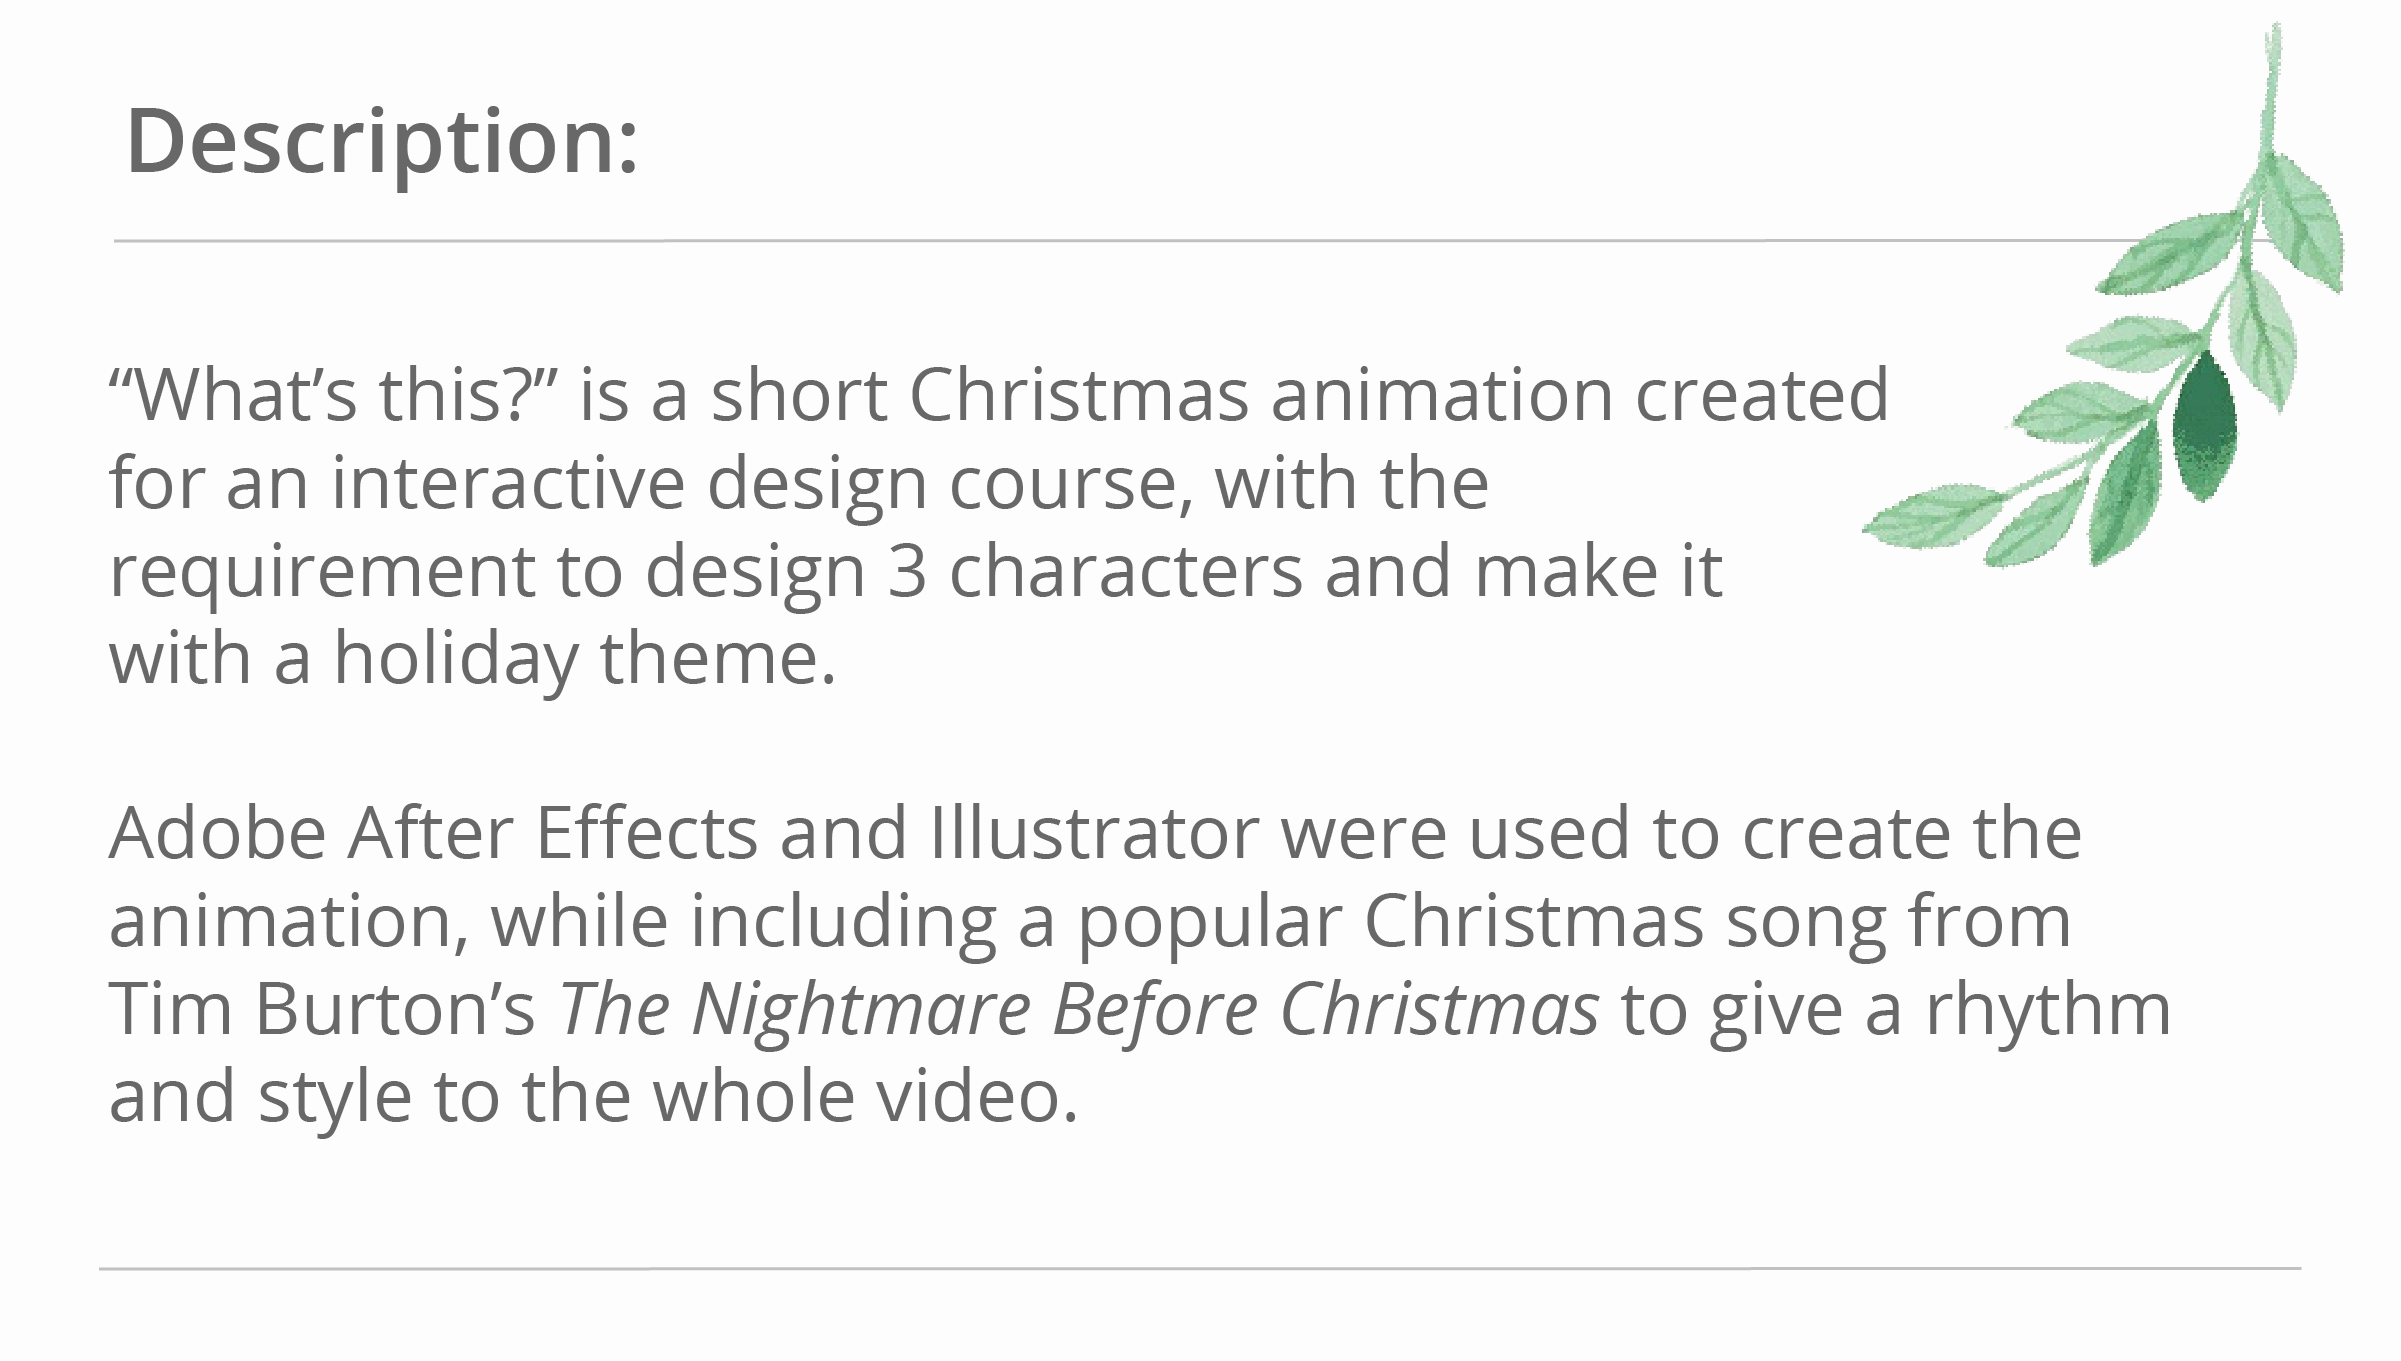 Description:
“What’s this?” is a short Christmas animation created
for an interactive design course, with the
requirement to design 3 characters and make it
with a holiday theme.
Adobe After Effects and Illustrator were used to create the
animation, while including a popular Christmas song from
Tim Burton’s The Nightmare Before Christmas to give a rhythm
and style to the whole video.